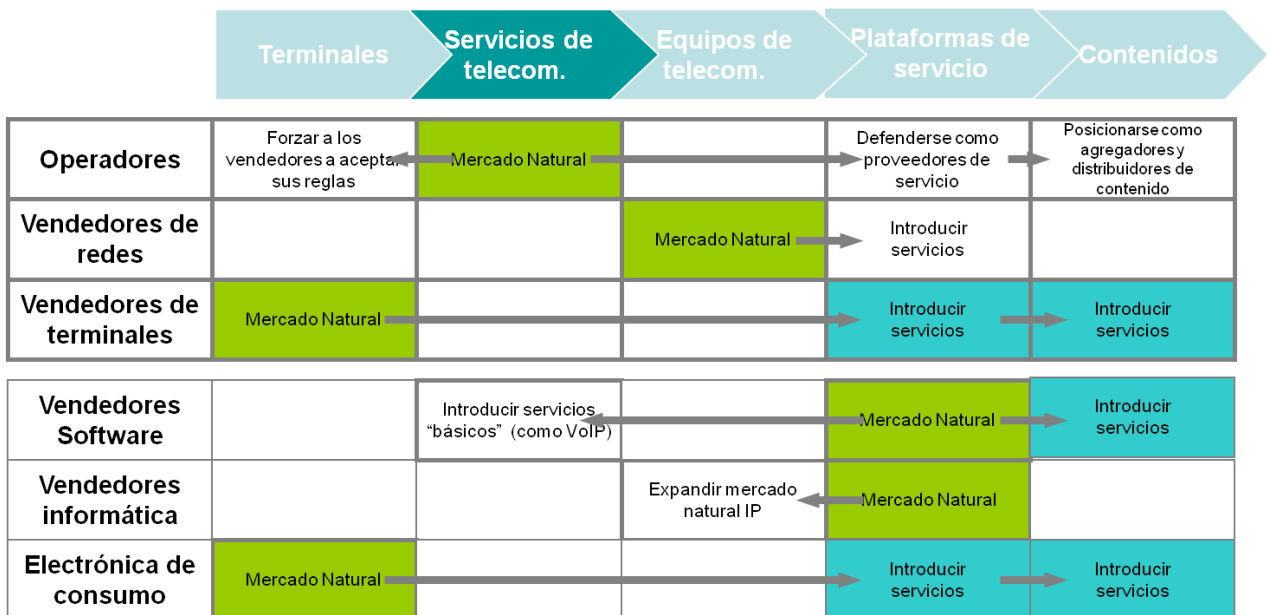 Terminales
Servicios de
telecom.
Equipos de
telecom.
Plataformas de
servicio
Contenidos
Operadores
Forzar a los
vendedores a aceptar
sus reglas
Mercado Natural
Defenderse como
proveedores de
servicio
Posicionarse como
agregadores y
distribuidores de
contenido
Vendedores de
redes
Mercado Natural
Introducir
servicios
Vendedores de
terminales
Mercado Natural
Introducir
servicios
Introducir
servicios
Vendedores
Software
Introducir servicios
“básicos” (como VoIP)
Mercado Natural
Introducir
servicios
Vendedores
informática
Expandir mercado
natural IP
Mercado Natural
Electrónica de
consumo
Mercado Natural
Introducir
servicios
Introducir
servicios